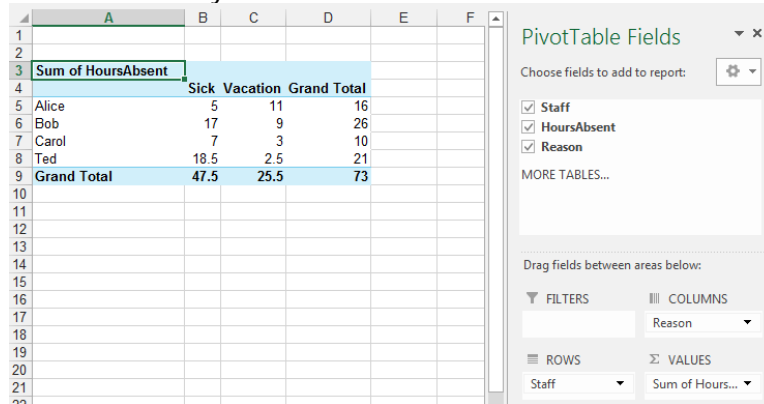 A B C D E F
1
2
3 Sum of HoursAbsent
4 Sick Vacation Grand Total
5 Alice 5 11 16
6 Bob 17 9 26
7 Carol 7 3 10
8 Ted 18.5 2.5 21
9 Grand Total 47.5 25.5 73
10
11
12
13
14
15
16
17
18
19
20
21
PivotTable Fields
Choose fields to add to report:
Staff
HoursAbsent
Reason
MORE TABLES...
Drag fields between areas below:
FILTERS
COLUMNS
Reason
ROWS
Σ VALUES
Staff
Sum of Hours...